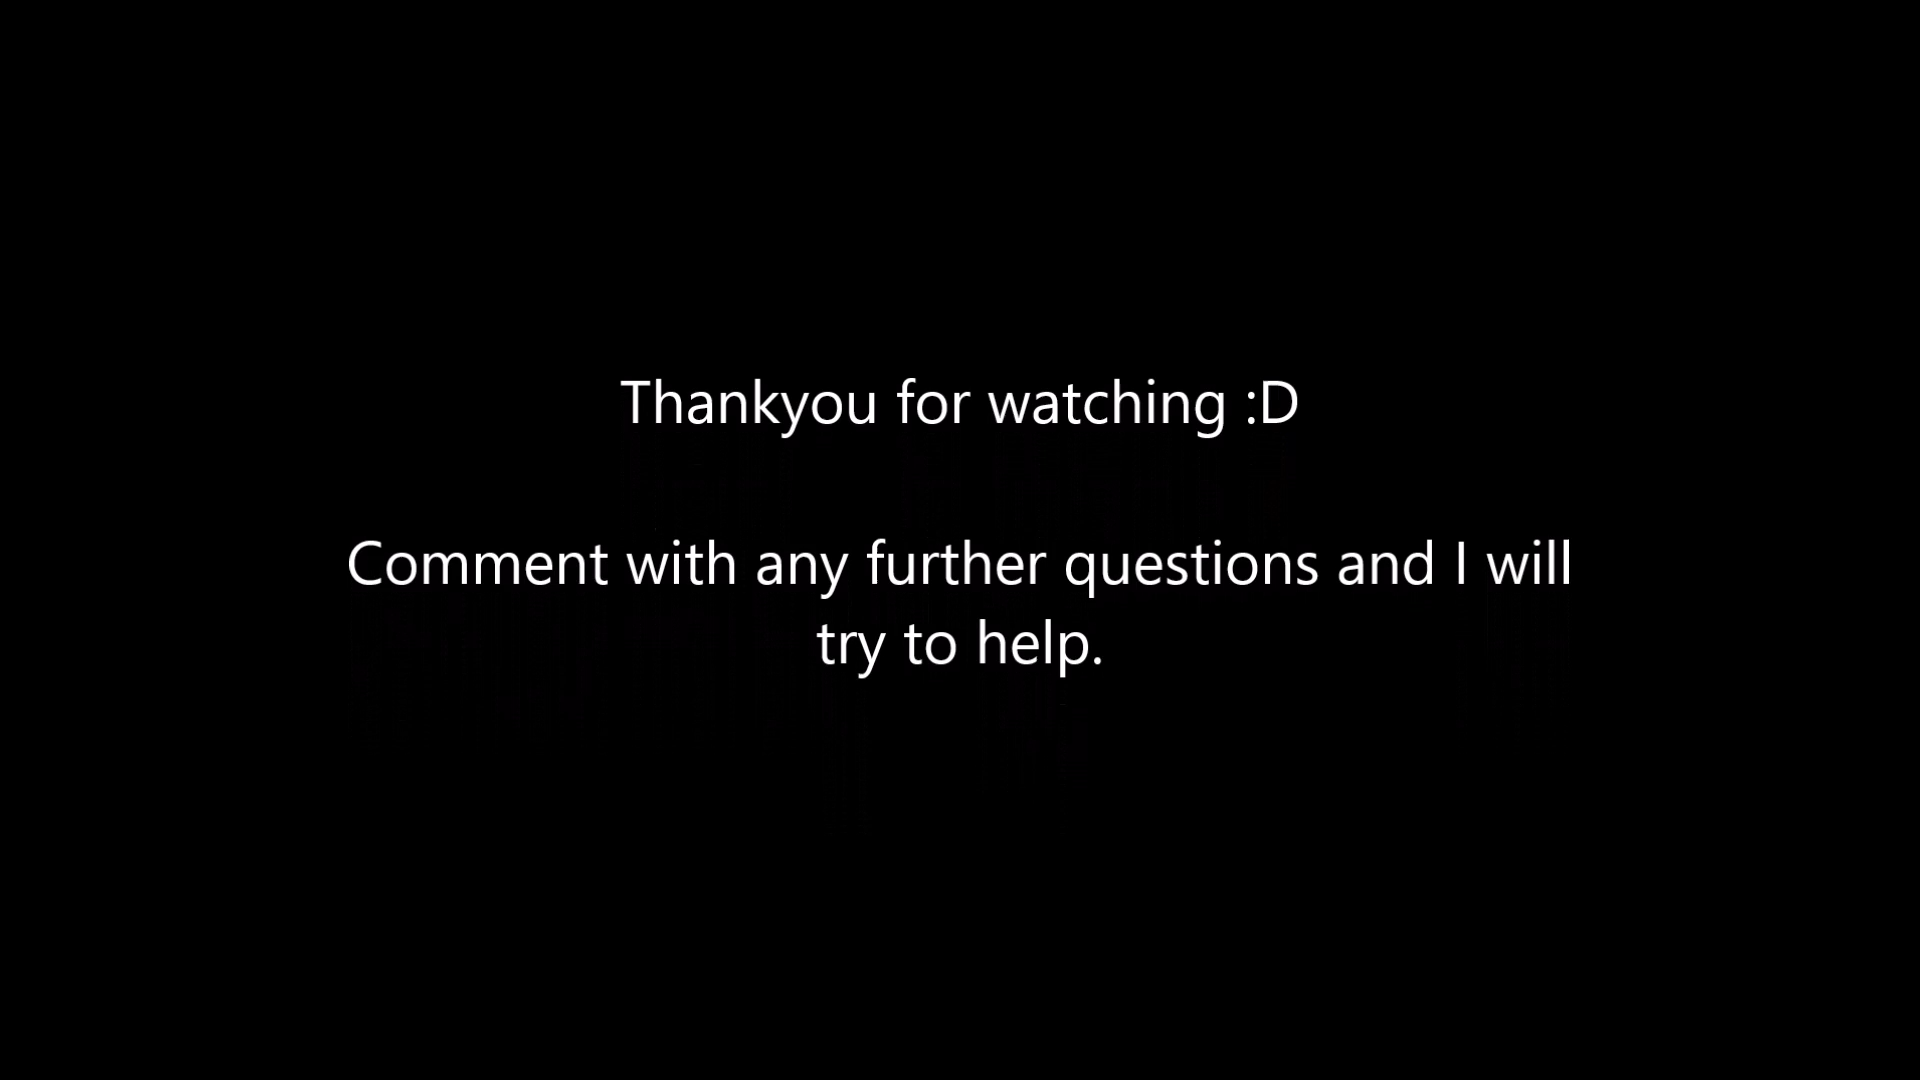 Thankyou for watching :D
Comment with any further questions and I will
try to help.